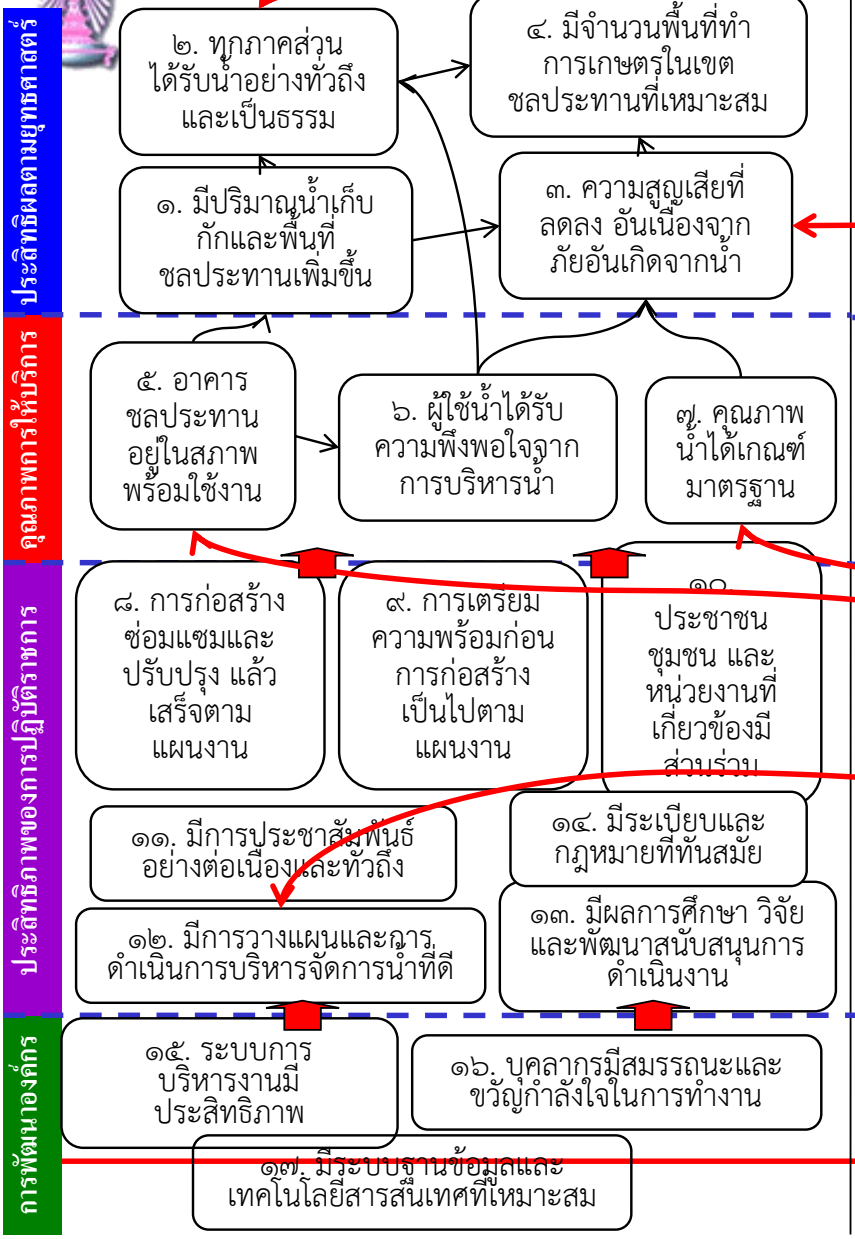 ประสิทธิผลตามยุทธศาสตร์
๒. ทุกภาคส่วน
ได้รับน้ำอย่างทั่วถึง
และเป็นธรรม
๔. มีจำนวนพื้นที่ทำ
การเกษตรในเขต
ชลประทานที่เหมาะสม
๑. มีปริมาณน้ำเก็บ
กักและพื้นที่
ชลประทานเพิ่มขึ้น
๓. ความสูญเสียที่
ลดลง อันเนื่องจาก
ภัยอันเกิดจากน้ำ
คุณภาพการให้บริการ
๕. อาคาร
ชลประทาน
อยู่ในสภาพ
พร้อมใช้งาน
๖. ผู้ใช้น้ำได้รับ
ความพึงพอใจจาก
การบริหารน้ำ
๗. คุณภาพ
น้ำได้เกณฑ์
มาตรฐาน
ประสิทธิภาพของการปฏิบัติราชการ
๘. การก่อสร้าง
ซ่อมแซมและ
ปรับปรุง แล้ว
เสร็จตาม
แผนงาน
๙. การเตรียม
ความพร้อมก่อน
การก่อสร้าง
เป็นไปตาม
แผนงาน
๑๐.
ประชาชน
ชุมชน และ
หน่วยงานที่
เกี่ยวข้องมี
ส่วนร่วม
๑๑. มีการประชาสัมพันธ์
อย่างต่อเนื่องและทั่วถึง
๑๔. มีระเบียบและ
กฎหมายที่ทันสมัย
๑๒. มีการวางแผนและการ
ดำเนินการบริหารจัดการน้ำที่ดี
๑๓. มีผลการศึกษา วิจัย
และพัฒนาสนับสนุนการ
ดำเนินงาน
การพัฒนาองค์กร
๑๕. ระบบการ
บริหารงานมี
ประสิทธิภาพ
๑๖. บุคลากรมีสมรรถนะและ
ขวัญกำลังใจในการทำงาน
๑๗. มีระบบฐานข้อมูลและ
เทคโนโลยีสารสนเทศที่เหมาะสม